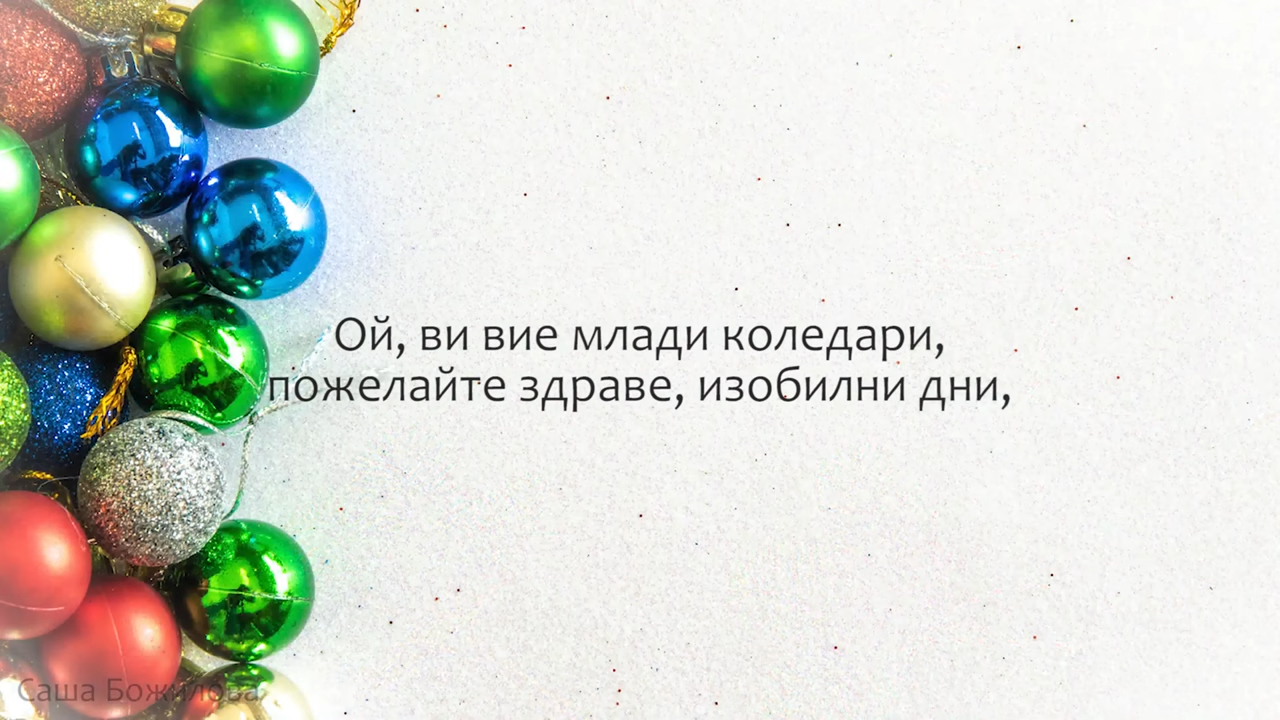 Ой, ви вие млади коледари,
пожелайте здраве, изобилни дни,
Саша Божилова